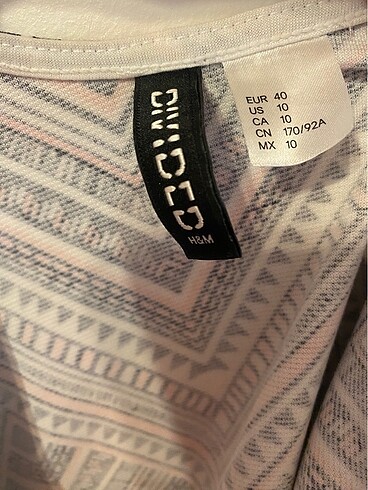 DIVIDED
H&M
EUR 40
US 10
CA 10
CN 170/92A
MX 10